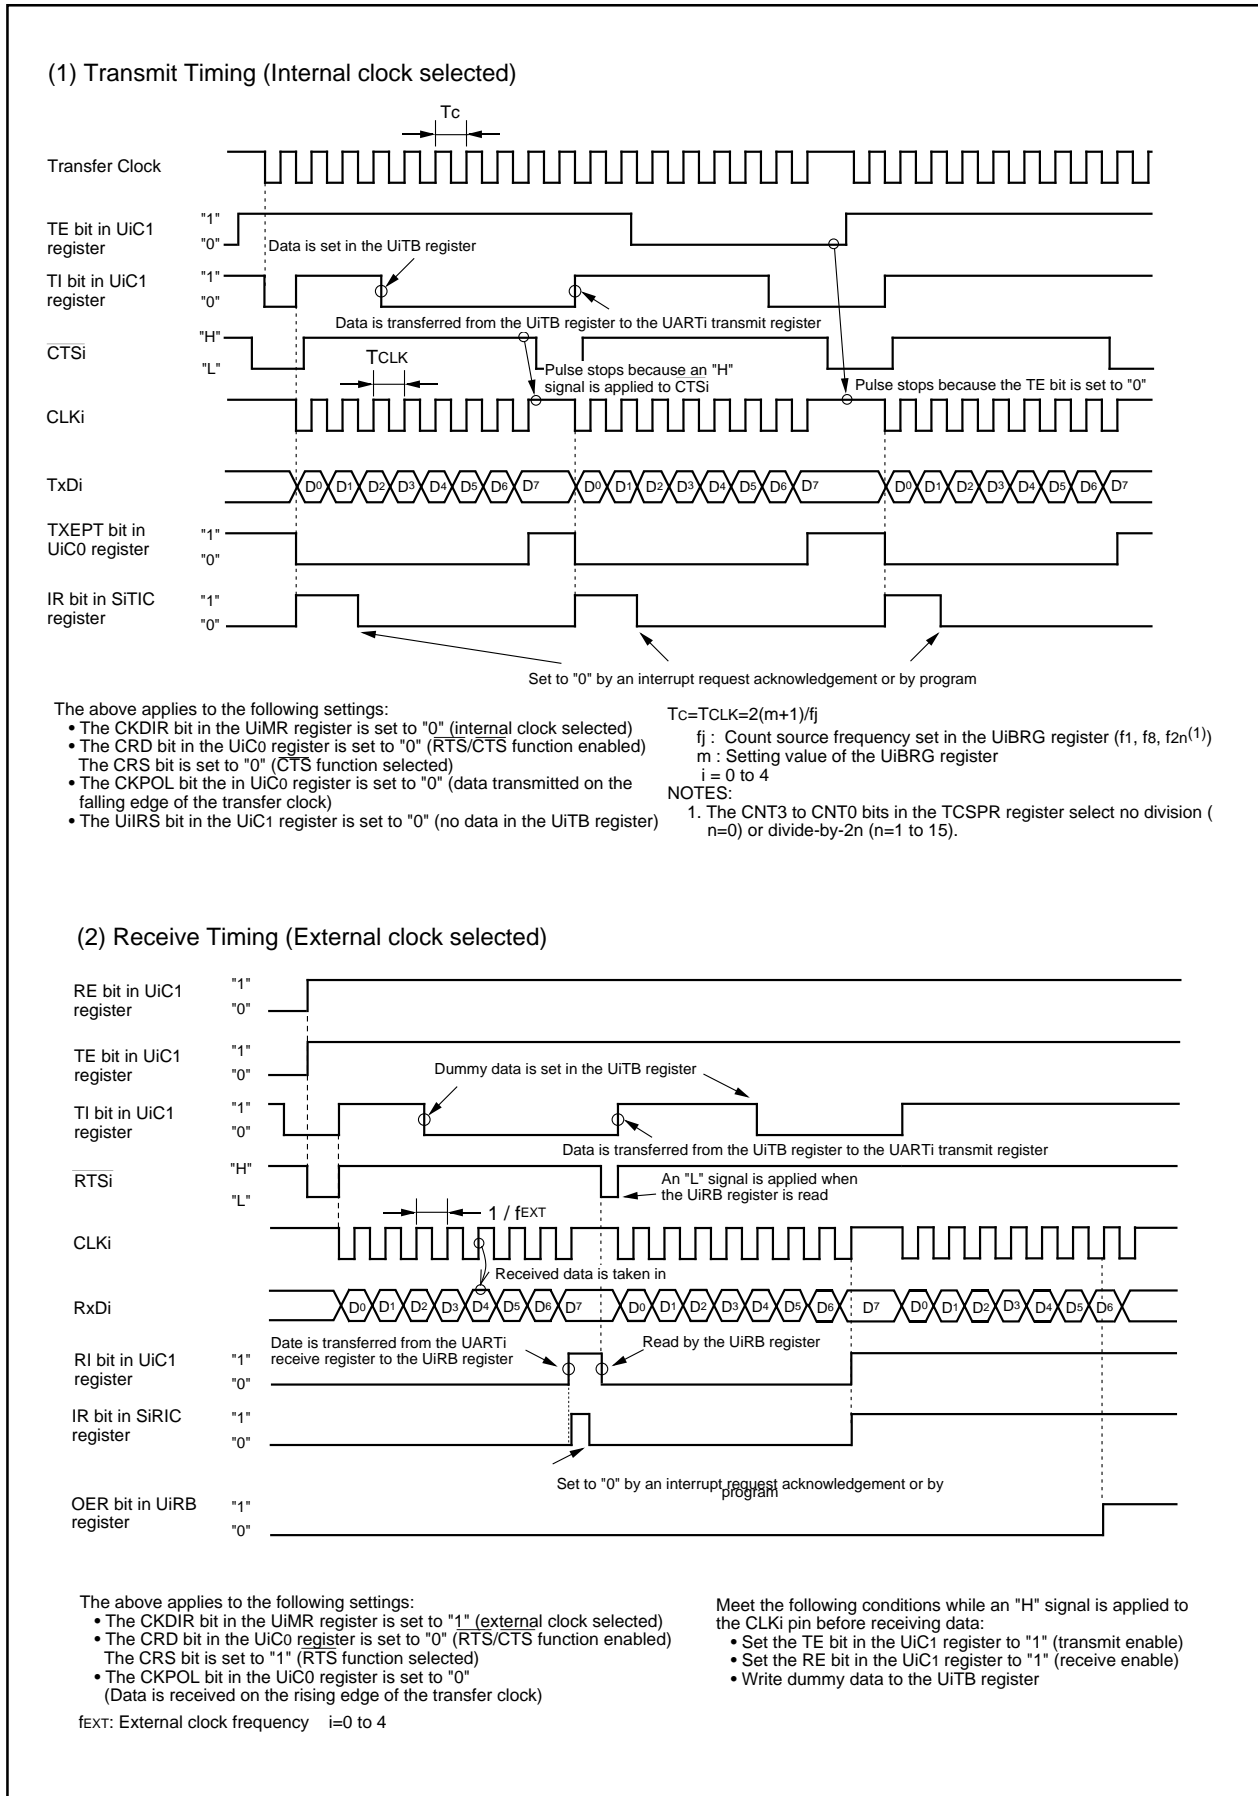 (1) Transmit Timing (Internal clock selected)
Tc
Transfer Clock
TE bit in UiC1
register
"1"
"0"
Data is set in the UiTB register
TI bit in UiC1
register
"1"
"0"
Data is transferred from the UiTB register to the UARTi transmit register
CTSi
"H"
"L"
TCLK
Pulse stops because an "H"
signal is applied to CTSi
Pulse stops because the TE bit is set to "0"
CLKi
TxDi
D0 D1 D2 D3 D4 D5 D6 D7 D0 D1 D2 D3 D4 D5 D6 D7 D0 D1 D2 D3 D4 D5 D6 D7
TXEPT bit in
UiC0 register
"1"
"0"
IR bit in SiTIC
register
"1"
"0"
Set to "0" by an interrupt request acknowledgement or by program
The above applies to the following settings:
• The CKDIR bit in the UiMR register is set to "0" (internal clock selected)
• The CRD bit in the UiC0 register is set to "0" (RTS/CTS function enabled)
The CRS bit is set to "0" (CTS function selected)
• The CKPOL bit the in UiC0 register is set to "0" (data transmitted on the
falling edge of the transfer clock)
• The UiIRS bit in the UiC1 register is set to "0" (no data in the UiTB register)
Tc=TCLK=2(m+1)/fj
fj : Count source frequency set in the UiBRG register (f1, f8, f2n(1))
m : Setting value of the UiBRG register
i = 0 to 4
NOTES:
1. The CNT3 to CNT0 bits in the TCSPR register select no division (
n=0) or divide-by-2n (n=1 to 15).
(2) Receive Timing (External clock selected)
RE bit in UiC1
register
"1"
"0"
TE bit in UiC1
register
"1"
"0"
Dummy data is set in the UiTB register
TI bit in UiC1
register
"1"
"0"
Data is transferred from the UiTB register to the UARTi transmit register
RTSi
"H"
"L"
An "L" signal is applied when
the UiRB register is read
1 / fEXT
CLKi
Received data is taken in
RxDi
D0 D1 D2 D3 D4 D5 D6 D7 D0 D1 D2 D3 D4 D5 D6 D7 D0 D1 D2 D3 D4 D5 D6
Date is transferred from the UARTi
receive register to the UiRB register
Read by the UiRB register
RI bit in UiC1
register
"1"
"0"
IR bit in SiRIC
register
"1"
"0"
Set to "0" by an interrupt request acknowledgement or by
program
OER bit in UiRB
register
"1"
"0"
The above applies to the following settings:
• The CKDIR bit in the UiMR register is set to "1" (external clock selected)
• The CRD bit in the UiC0 register is set to "0" (RTS/CTS function enabled)
The CRS bit is set to "1" (RTS function selected)
• The CKPOL bit in the UiC0 register is set to "0"
(Data is received on the rising edge of the transfer clock)
fEXT: External clock frequency i=0 to 4
Meet the following conditions while an "H" signal is applied to
the CLKi pin before receiving data:
• Set the TE bit in the UiC1 register to "1" (transmit enable)
• Set the RE bit in the UiC1 register to "1" (receive enable)
• Write dummy data to the UiTB register